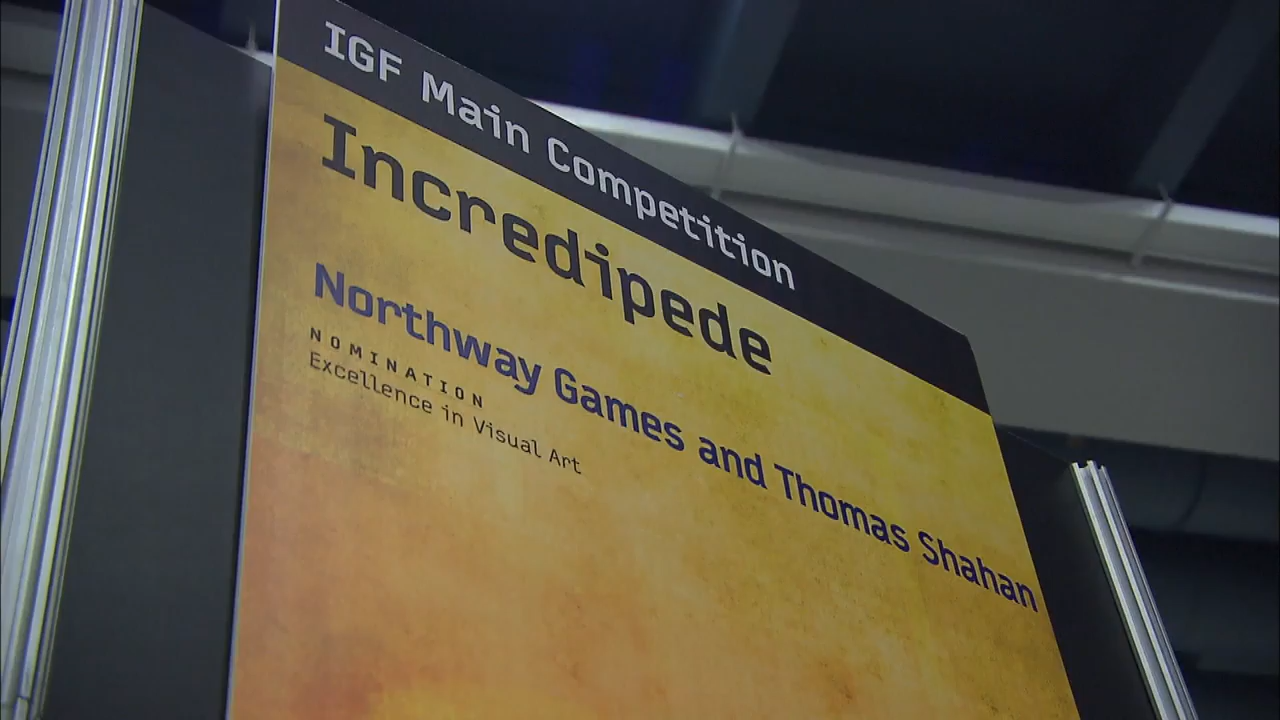 IGF Main Competition
Incredipede
Northway Games and Thomas Shahan
NOMINATION
Excellence in Visual Art